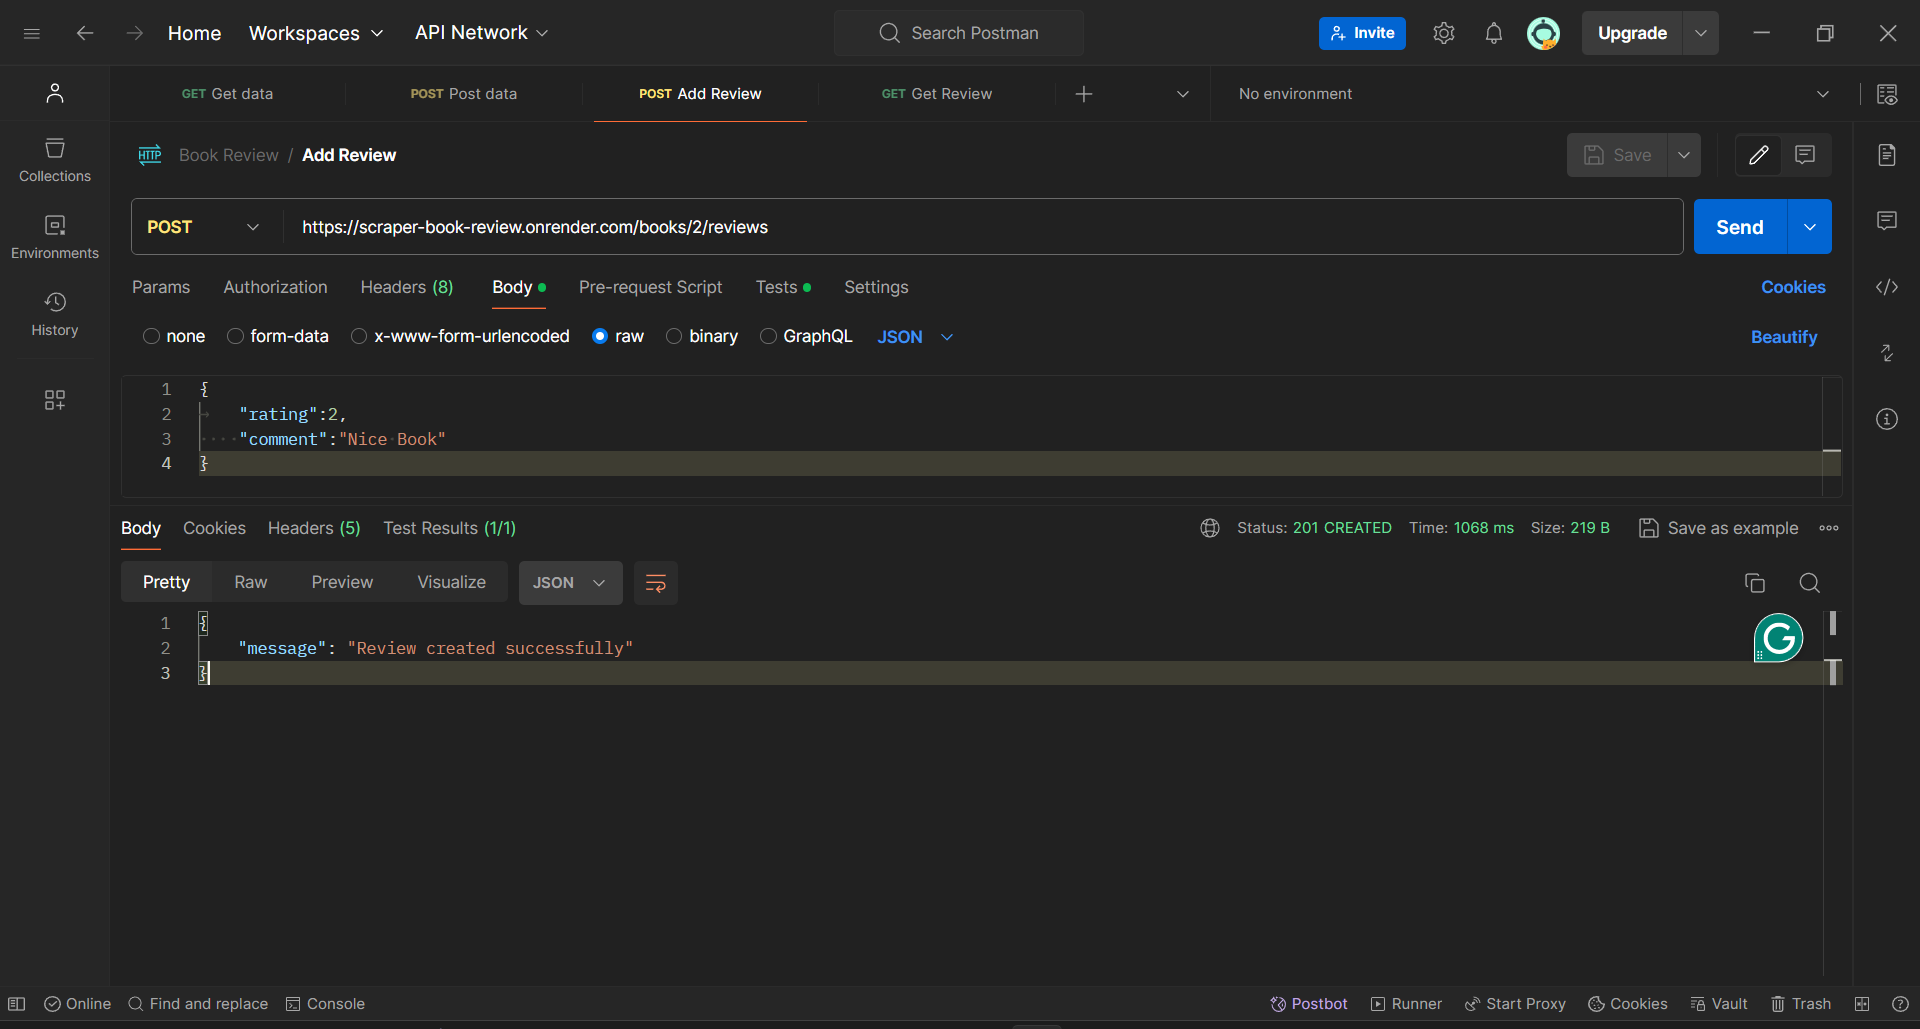 Home Workspaces API Network Search Postman Invite Upgrade
GET Get data POST Post data POST Add Review GET Get Review No environment
HTTP Book Review / Add Review Save
Collections
POST https://scraper-book-review.onrender.com/books/2/reviews Send
Environments
Params Authorization Headers (8) Body Pre-request Script Tests Settings Cookies
History
none form-data x-www-form-urlencoded raw binary GraphQL JSON Beautify
1 {
2 "rating":2,
3 "comment":"Nice Book"
4 }
Body Cookies Headers (5) Test Results (1/1) Status: 201 CREATED Time: 1068 ms Size: 219 B Save as example
Pretty Raw Preview Visualize JSON
1 {
2 "message": "Review created successfully"
3 }
Online Find and replace Console Postbot Runner Start Proxy Cookies Vault Trash